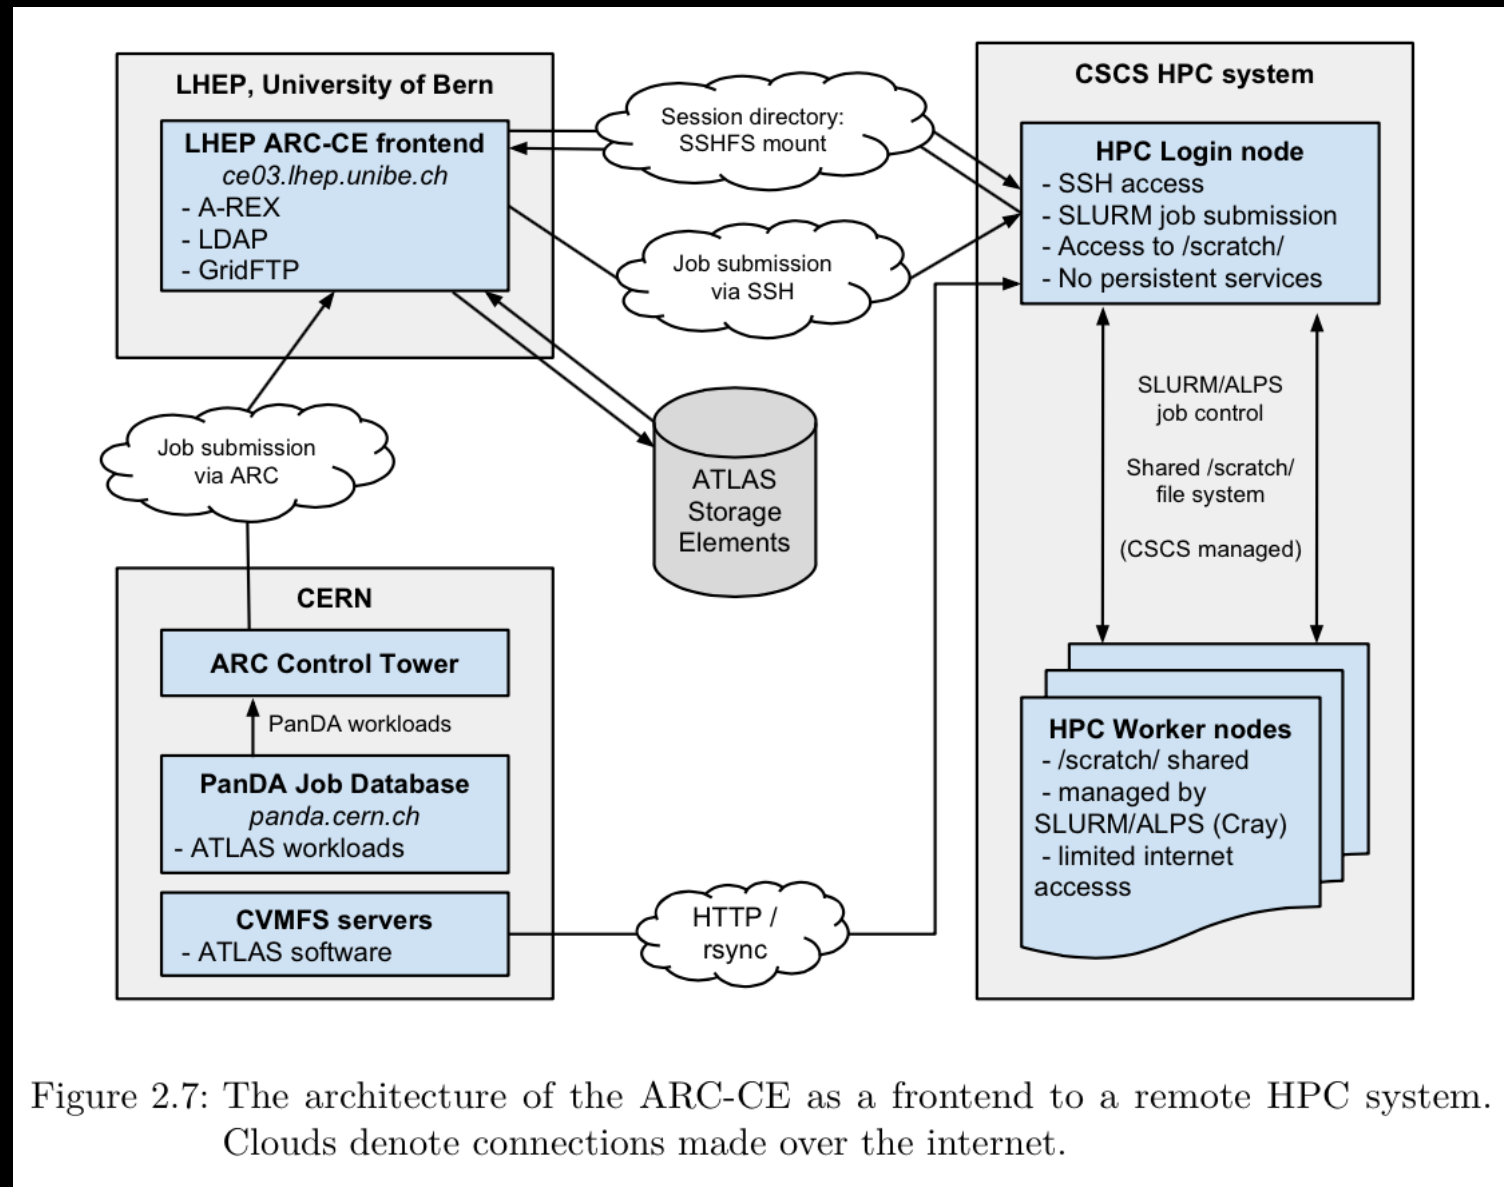 LHEP, University of Bern
LHEP ARC-CE frontend
ce03.lhep.unibe.ch
- A-REX
- LDAP
- GridFTP
Session directory:
SSHFS mount
Job submission
via SSH
CSCS HPC system
HPC Login node
- SSH access
- SLURM job submission
- Access to /scratch/
- No persistent services
SLURM/ALPS
job control
Shared /scratch/
file system
(CSCS managed)
Job submission
via ARC
ATLAS
Storage
Elements
CERN
ARC Control Tower
PanDA workloads
PanDA Job Database
panda.cern.ch
- ATLAS workloads
CVMFS servers
- ATLAS software
HTTP /
rsync
HPC Worker nodes
- /scratch/ shared
- managed by
SLURM/ALPS (Cray)
- limited internet
accesss
Figure 2.7: The architecture of the ARC-CE as a frontend to a remote HPC system.
Clouds denote connections made over the internet.